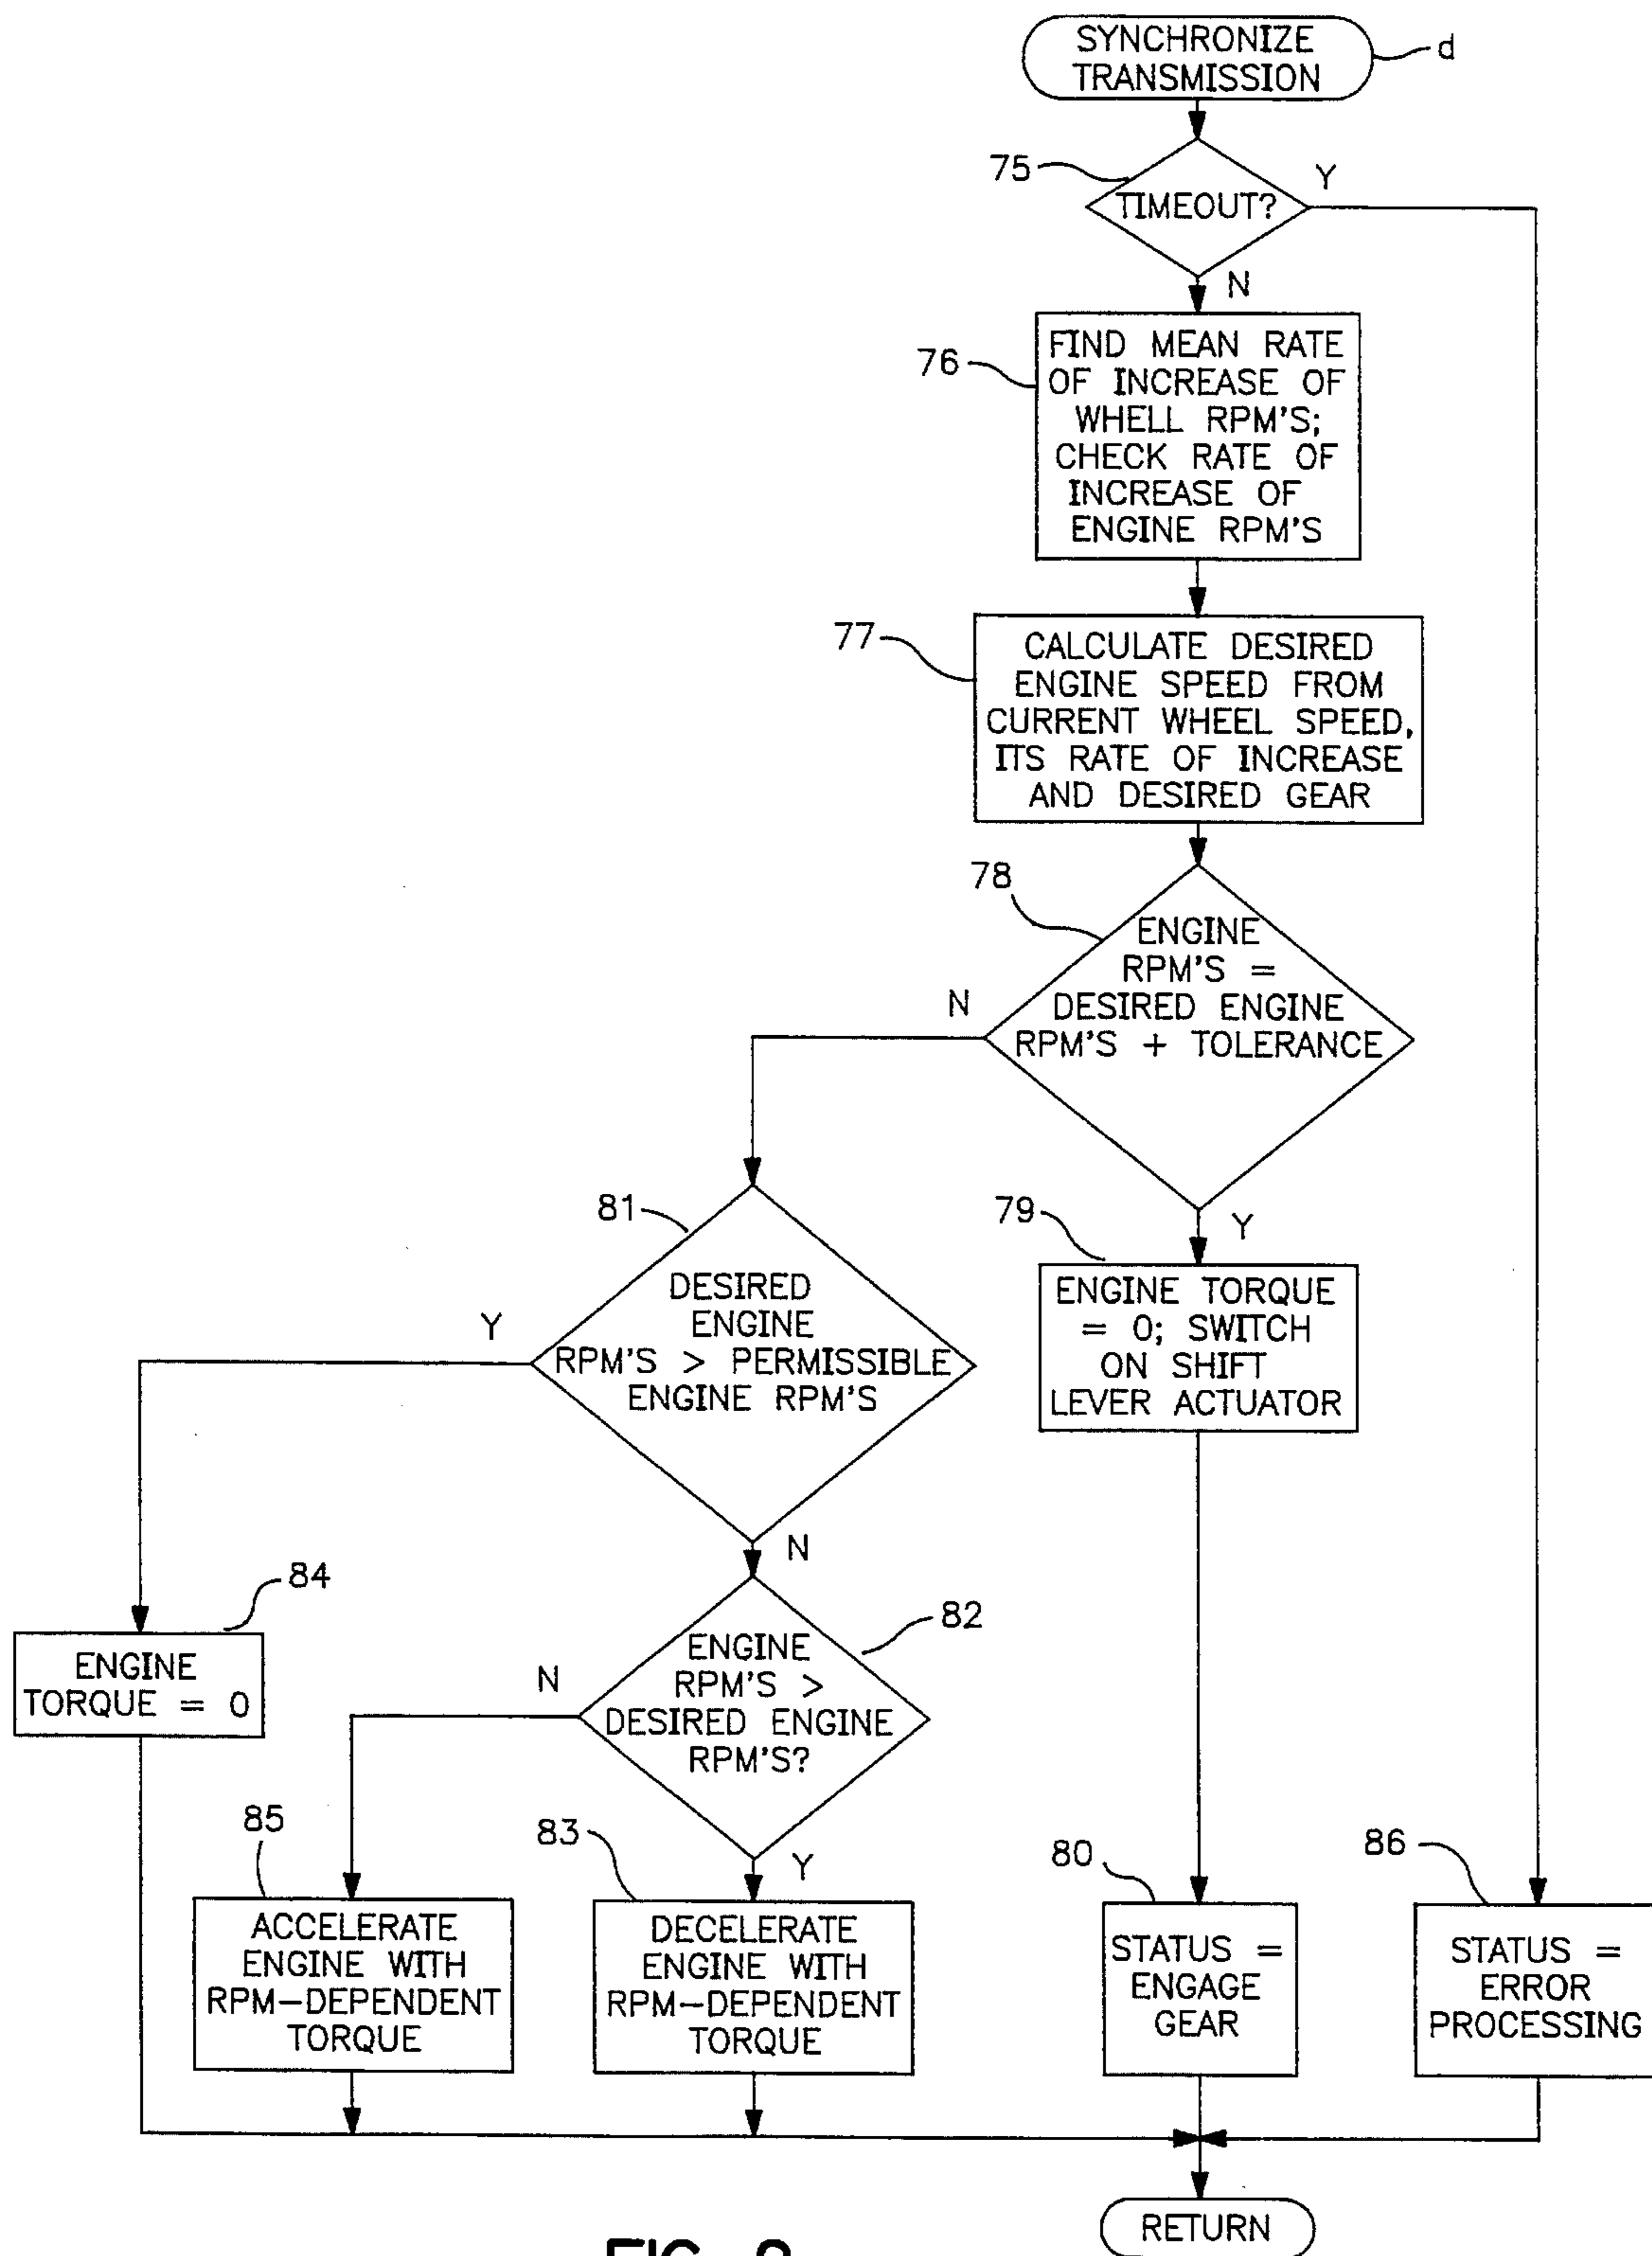 SYNCHRONIZE
TRANSMISSION
d
75
TIMEOUT?
Y
N
76
FIND MEAN RATE
OF INCREASE OF
WHELL RPM'S;
CHECK RATE OF
INCREASE OF
ENGINE RPM'S
77
CALCULATE DESIRED
ENGINE SPEED FROM
CURRENT WHEEL SPEED,
ITS RATE OF INCREASE
AND DESIRED GEAR
78
ENGINE
RPM'S =
DESIRED ENGINE
RPM'S + TOLERANCE
N
Y
79
ENGINE TORQUE
= 0; SWITCH
ON SHIFT
LEVER ACTUATOR
81
DESIRED
ENGINE
RPM'S > PERMISSIBLE
ENGINE RPM'S
Y
N
84
ENGINE
TORQUE = 0
82
ENGINE
RPM'S >
DESIRED ENGINE
RPM'S?
N
Y
85
ACCELERATE
ENGINE WITH
RPM-DEPENDENT
TORQUE
83
DECELERATE
ENGINE WITH
RPM-DEPENDENT
TORQUE
80
STATUS =
ENGAGE
GEAR
86
STATUS =
ERROR
PROCESSING
RETURN